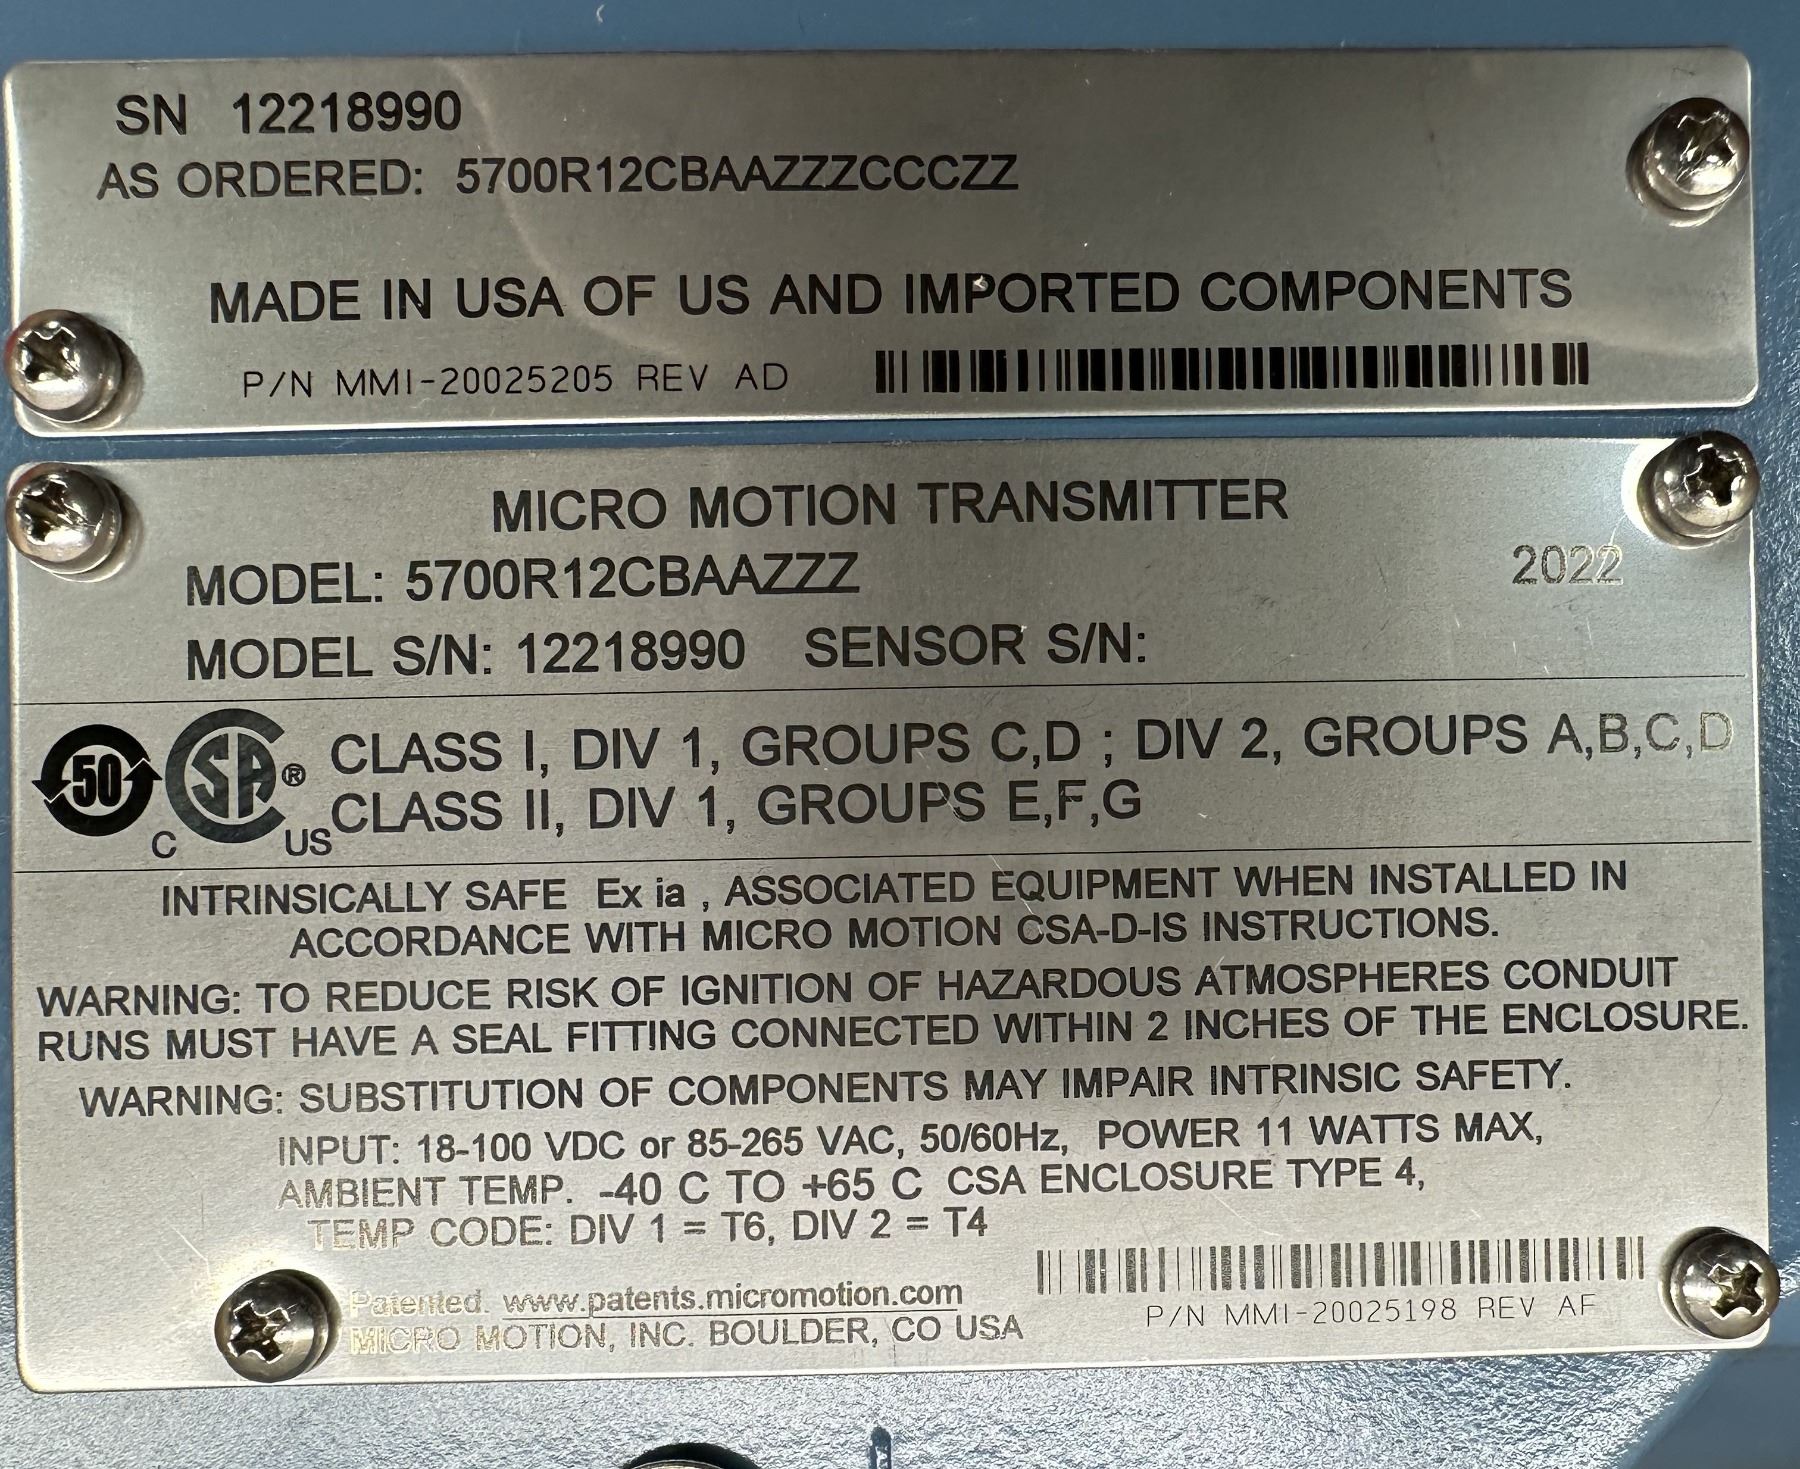 SN 12218990
AS ORDERED: 5700R12CBAAZZZCCCZZ
MADE IN USA OF US AND IMPORTED COMPONENTS
P/N MMI-20025205 REV AD
MICRO MOTION TRANSMITTER
MODEL: 5700R12CBAAZZZ
2022
MODEL S/N: 12218990 SENSOR S/N:
50
C SA ® US
CLASS I, DIV 1, GROUPS C,D ; DIV 2, GROUPS A,B,C,D
CLASS II, DIV 1, GROUPS E,F,G
INTRINSICALLY SAFE Ex ia , ASSOCIATED EQUIPMENT WHEN INSTALLED IN
ACCORDANCE WITH MICRO MOTION CSA-D-IS INSTRUCTIONS.
WARNING: TO REDUCE RISK OF IGNITION OF HAZARDOUS ATMOSPHERES CONDUIT
RUNS MUST HAVE A SEAL FITTING CONNECTED WITHIN 2 INCHES OF THE ENCLOSURE.
WARNING: SUBSTITUTION OF COMPONENTS MAY IMPAIR INTRINSIC SAFETY.
INPUT: 18-100 VDC or 85-265 VAC, 50/60Hz, POWER 11 WATTS MAX,
AMBIENT TEMP. -40 C TO +65 C CSA ENCLOSURE TYPE 4,
TEMP CODE: DIV 1 = T6, DIV 2 = T4
Patented. www.patents.micromotion.com
MICRO MOTION, INC. BOULDER, CO USA
P/N MMI-20025198 REV AF